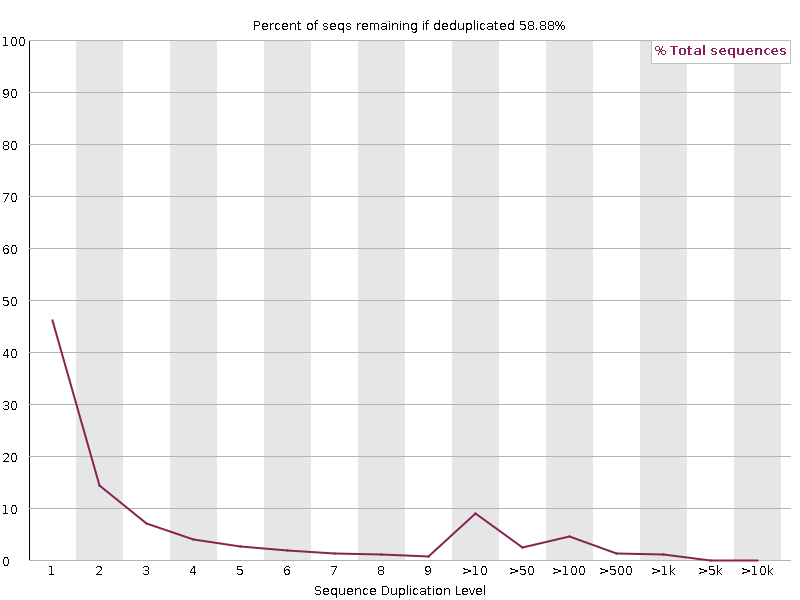 Percent of seqs remaining if deduplicated 58.88%
% Total sequences
100
90
80
70
60
50
40
30
20
10
0
1 2 3 4 5 6 7 8 9 >10 >50 >100 >500 >1k >5k >10k
Sequence Duplication Level